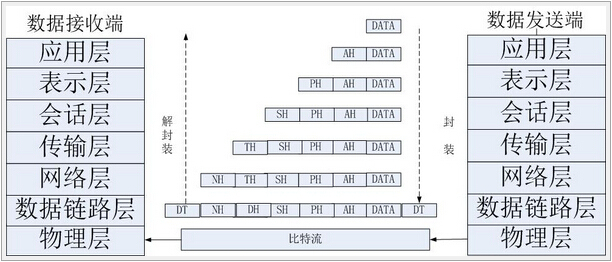 数据接收端
应用层
表示层
会话层
传输层
网络层
数据链路层
物理层
解封装
DATA
AH DATA
PH AH DATA
SH PH AH DATA
TH SH PH AH DATA
NH TH SH PH AH DATA
DT NH DH SH PH AH DATA DT
比特流
封装
数据发送端
应用层
表示层
会话层
传输层
网络层
数据链路层
物理层